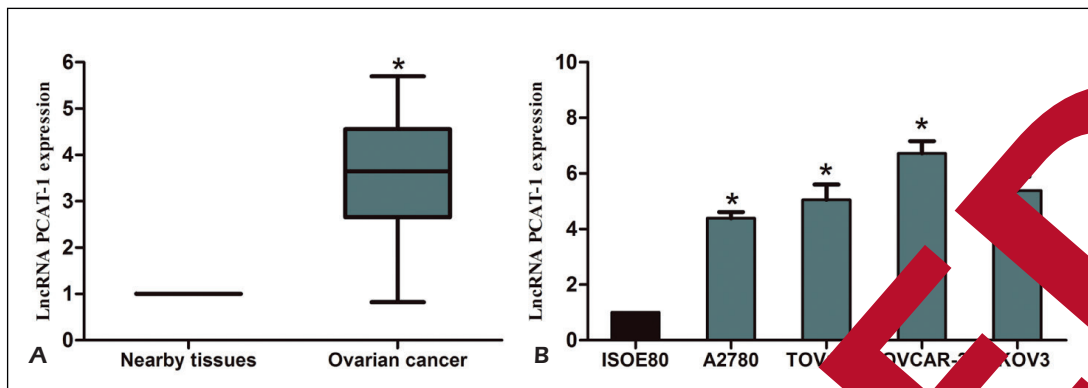 LncRNA PCAT-1 expression
6
5
4
3
2
1
0
*
Nearby tissues
Ovarian cancer
A
LncRNA PCAT-1 expression
10
8
6
4
2
0
*
*
*
ISOE80
A2780
B